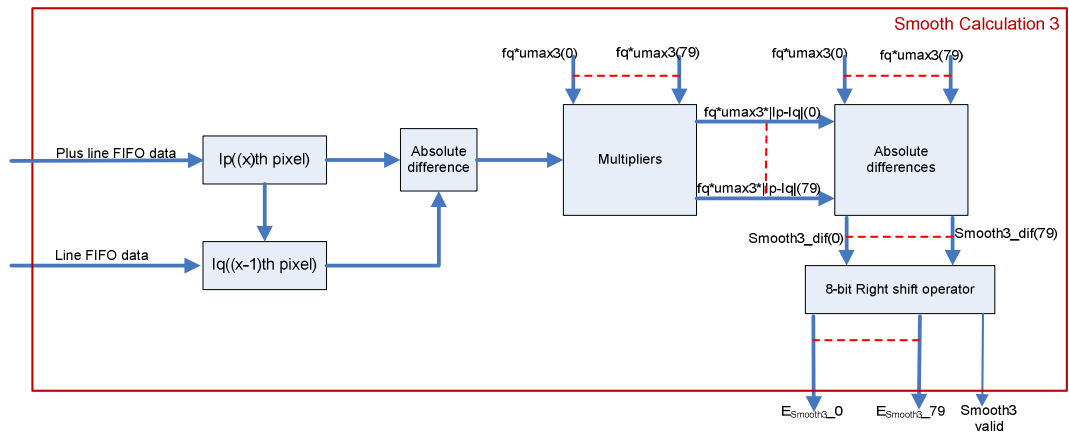 Smooth Calculation 3
fq*umax3(0)
fq*umax3(79)
fq*umax3(0)
fq*umax3(79)
Plus line FIFO data
Ip((x)th pixel)
Absolute
difference
Multipliers
fq*umax3*|Ip-Iq|(0)
fq*umax3*|Ip-Iq|(79)
Absolute
differences
Line FIFO data
Iq((x-1)th pixel)
Smooth3_dif(0)
Smooth3_dif(79)
8-bit Right shift operator
ESmooth3_0
ESmooth3_79
Smooth3
valid